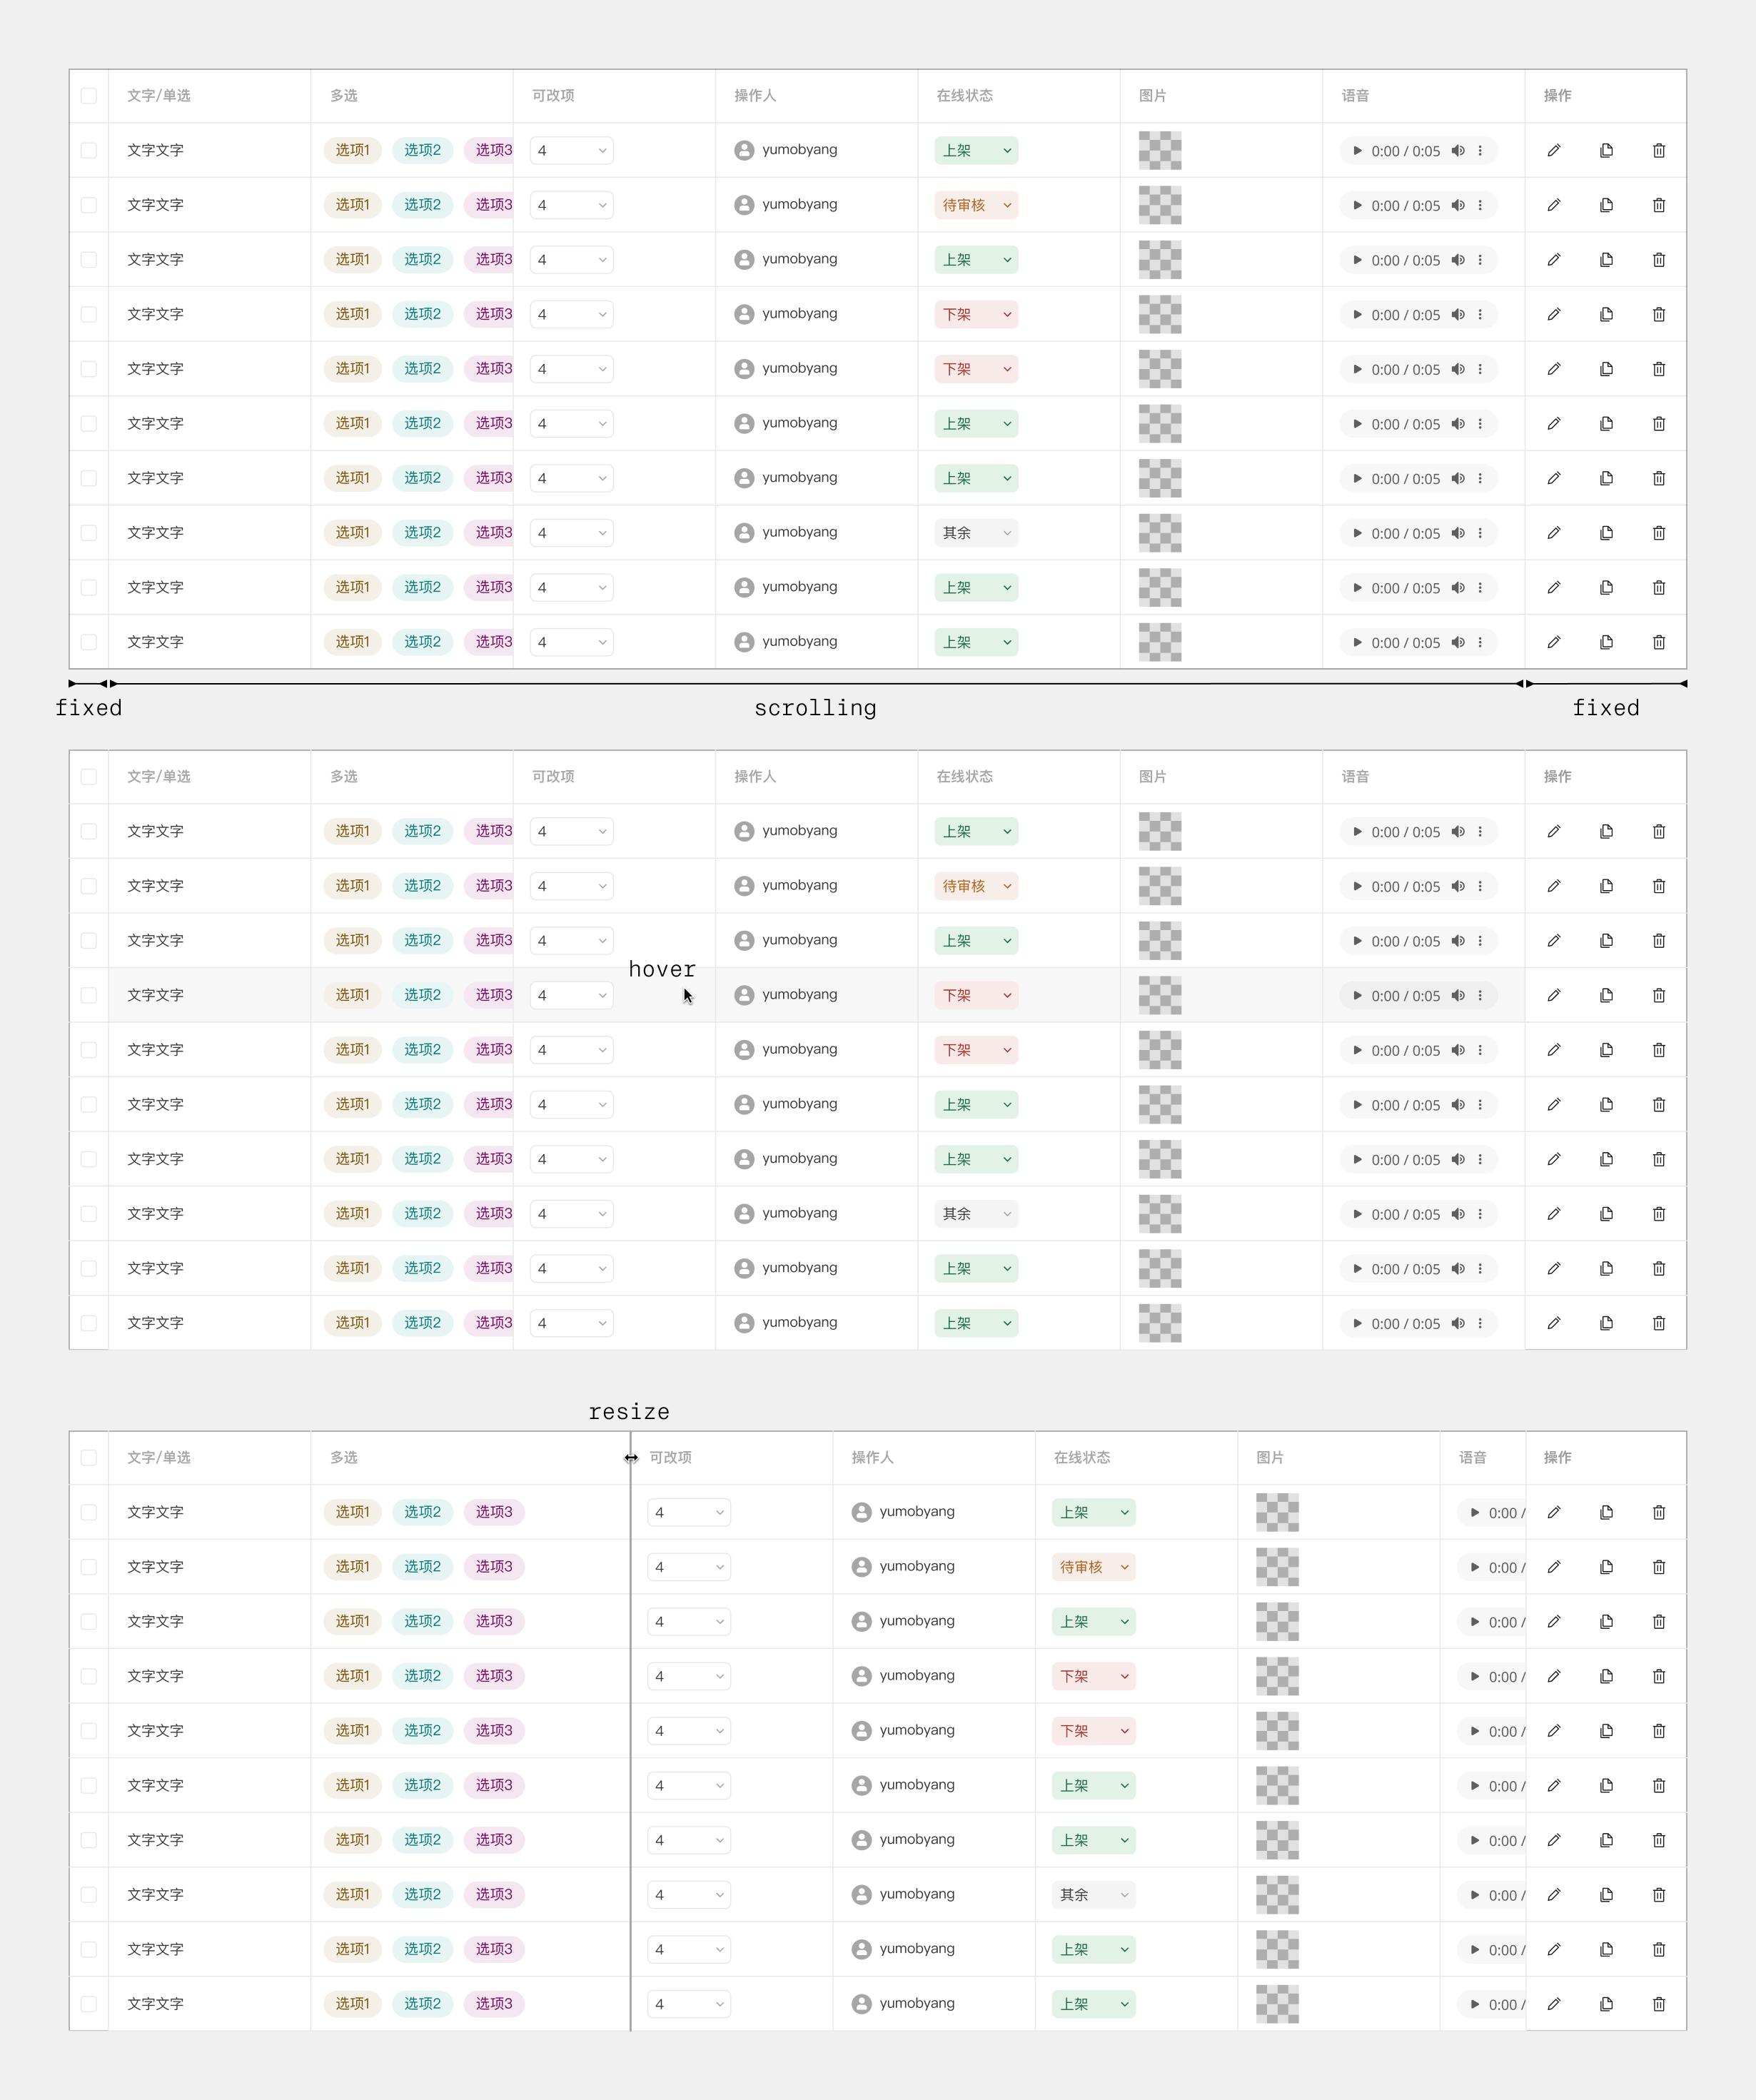 文字/单选 多选 可改项 操作人 在线状态 图片 语音 操作
文字文字 选项1 选项2 选项3 4 yumobyang 上架 0:00 / 0:05
文字文字 选项1 选项2 选项3 4 yumobyang 待审核 0:00 / 0:05
文字文字 选项1 选项2 选项3 4 yumobyang 上架 0:00 / 0:05
文字文字 选项1 选项2 选项3 4 yumobyang 下架 0:00 / 0:05
文字文字 选项1 选项2 选项3 4 yumobyang 下架 0:00 / 0:05
文字文字 选项1 选项2 选项3 4 yumobyang 上架 0:00 / 0:05
文字文字 选项1 选项2 选项3 4 yumobyang 上架 0:00 / 0:05
文字文字 选项1 选项2 选项3 4 yumobyang 其余 0:00 / 0:05
文字文字 选项1 选项2 选项3 4 yumobyang 上架 0:00 / 0:05
文字文字 选项1 选项2 选项3 4 yumobyang 上架 0:00 / 0:05
fixed scrolling fixed
文字/单选 多选 可改项 操作人 在线状态 图片 语音 操作
文字文字 选项1 选项2 选项3 4 yumobyang 上架 0:00 / 0:05
文字文字 选项1 选项2 选项3 4 yumobyang 待审核 0:00 / 0:05
文字文字 选项1 选项2 选项3 4 yumobyang 上架 0:00 / 0:05
hover
文字文字 选项1 选项2 选项3 4 yumobyang 下架 0:00 / 0:05
文字文字 选项1 选项2 选项3 4 yumobyang 下架 0:00 / 0:05
文字文字 选项1 选项2 选项3 4 yumobyang 上架 0:00 / 0:05
文字文字 选项1 选项2 选项3 4 yumobyang 上架 0:00 / 0:05
文字文字 选项1 选项2 选项3 4 yumobyang 其余 0:00 / 0:05
文字文字 选项1 选项2 选项3 4 yumobyang 上架 0:00 / 0:05
文字文字 选项1 选项2 选项3 4 yumobyang 上架 0:00 / 0:05
resize
文字/单选 多选 可改项 操作人 在线状态 图片 语音 操作
文字文字 选项1 选项2 选项3 4 yumobyang 上架 0:00 /
文字文字 选项1 选项2 选项3 4 yumobyang 待审核 0:00 /
文字文字 选项1 选项2 选项3 4 yumobyang 上架 0:00 /
文字文字 选项1 选项2 选项3 4 yumobyang 下架 0:00 /
文字文字 选项1 选项2 选项3 4 yumobyang 下架 0:00 /
文字文字 选项1 选项2 选项3 4 yumobyang 上架 0:00 /
文字文字 选项1 选项2 选项3 4 yumobyang 上架 0:00 /
文字文字 选项1 选项2 选项3 4 yumobyang 其余 0:00 /
文字文字 选项1 选项2 选项3 4 yumobyang 上架 0:00 /
文字文字 选项1 选项2 选项3 4 yumobyang 上架 0:00 /